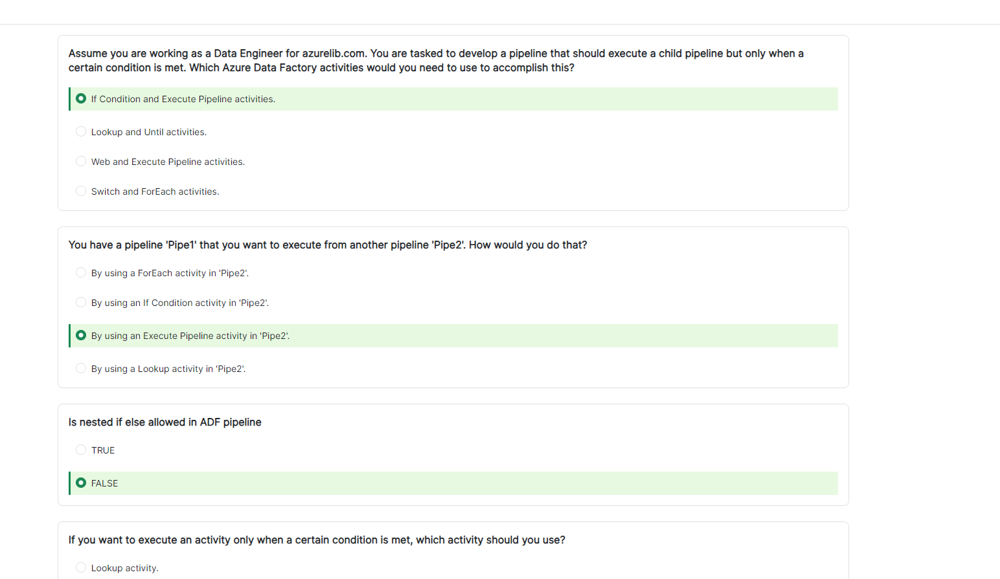 Assume you are working as a Data Engineer for azurelib.com. You are tasked to develop a pipeline that should execute a child pipeline but only when a
certain condition is met. Which Azure Data Factory activities would you need to use to accomplish this?
If Condition and Execute Pipeline activities.
Lookup and Until activities.
Web and Execute Pipeline activities.
Switch and ForEach activities.
You have a pipeline 'Pipe1' that you want to execute from another pipeline 'Pipe2'. How would you do that?
By using a ForEach activity in 'Pipe2'.
By using an If Condition activity in 'Pipe2'.
By using an Execute Pipeline activity in 'Pipe2'.
By using a Lookup activity in 'Pipe2'.
Is nested if else allowed in ADF pipeline
TRUE
FALSE
If you want to execute an activity only when a certain condition is met, which activity should you use?
Lookup activity.